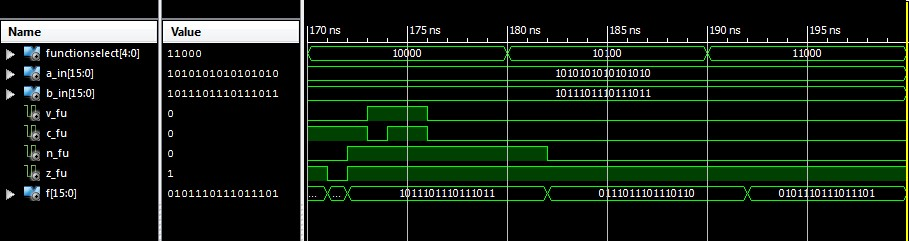 Name Value 170 ns 175 ns 180 ns 185 ns 190 ns 195 ns
functionselect[4:0] 11000 10000 10100 11000
a_in[15:0] 1010101010101010 1010101010101010
b_in[15:0] 1011101110111011 1011101110111011
v_fu 0
c_fu 0
n_fu 0
z_fu 1
f[15:0] 0101110111011101 ... ... 1011101110111011 0111011101110110 0101110111011101